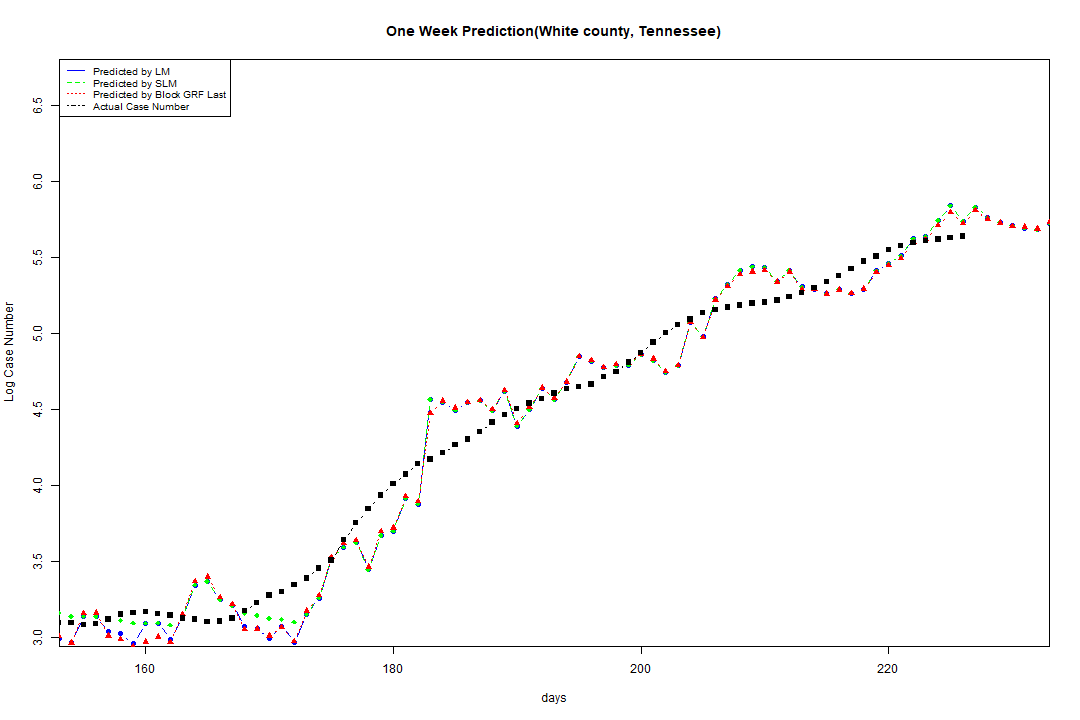 One Week Prediction(White county, Tennessee)
Predicted by LM
Predicted by SLM
Predicted by Block GRF Last
Actual Case Number
Log Case Number
6.5
6.0
5.5
5.0
4.5
4.0
3.5
3.0
160 180 200 220
days